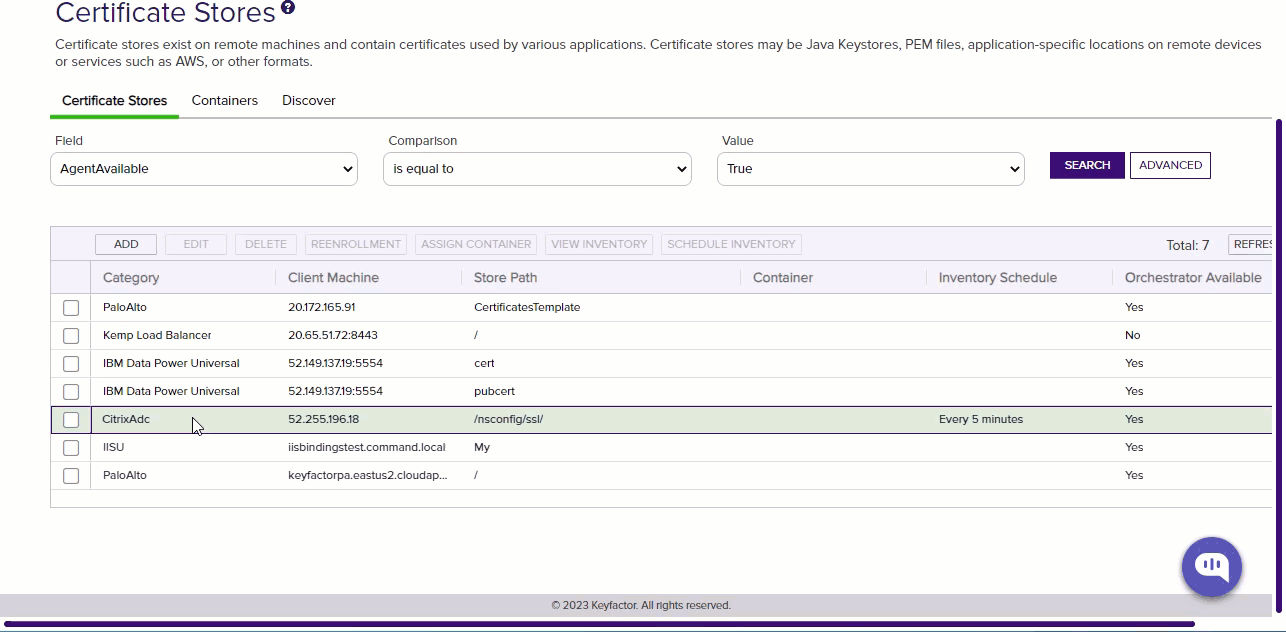 Certificate Stores ?
Certificate stores exist on remote machines and contain certificates used by various applications. Certificate stores may be Java Keystores, PEM files, application-specific locations on remote devices
or services such as AWS, or other formats.
Certificate Stores Containers Discover
Field Comparison Value
AgentAvailable is equal to True SEARCH ADVANCED
ADD EDIT DELETE REENROLLMENT ASSIGN CONTAINER VIEW INVENTORY SCHEDULE INVENTORY Total: 7 REFRES
Category Client Machine Store Path Container Inventory Schedule Orchestrator Available
PaloAlto 20.172.165.91 CertificatesTemplate Yes
Kemp Load Balancer 20.65.51.72:8443 / No
IBM Data Power Universal 52.149.137.19:5554 cert Yes
IBM Data Power Universal 52.149.137.19:5554 pubcert Yes
CitrixAdc 52.255.196.18 /nsconfig/ssl/ Every 5 minutes Yes
IISU iisbindingstest.command.local My Yes
PaloAlto keyfactorpa.eastus2.cloudap... / Yes
© 2023 Keyfactor. All rights reserved.